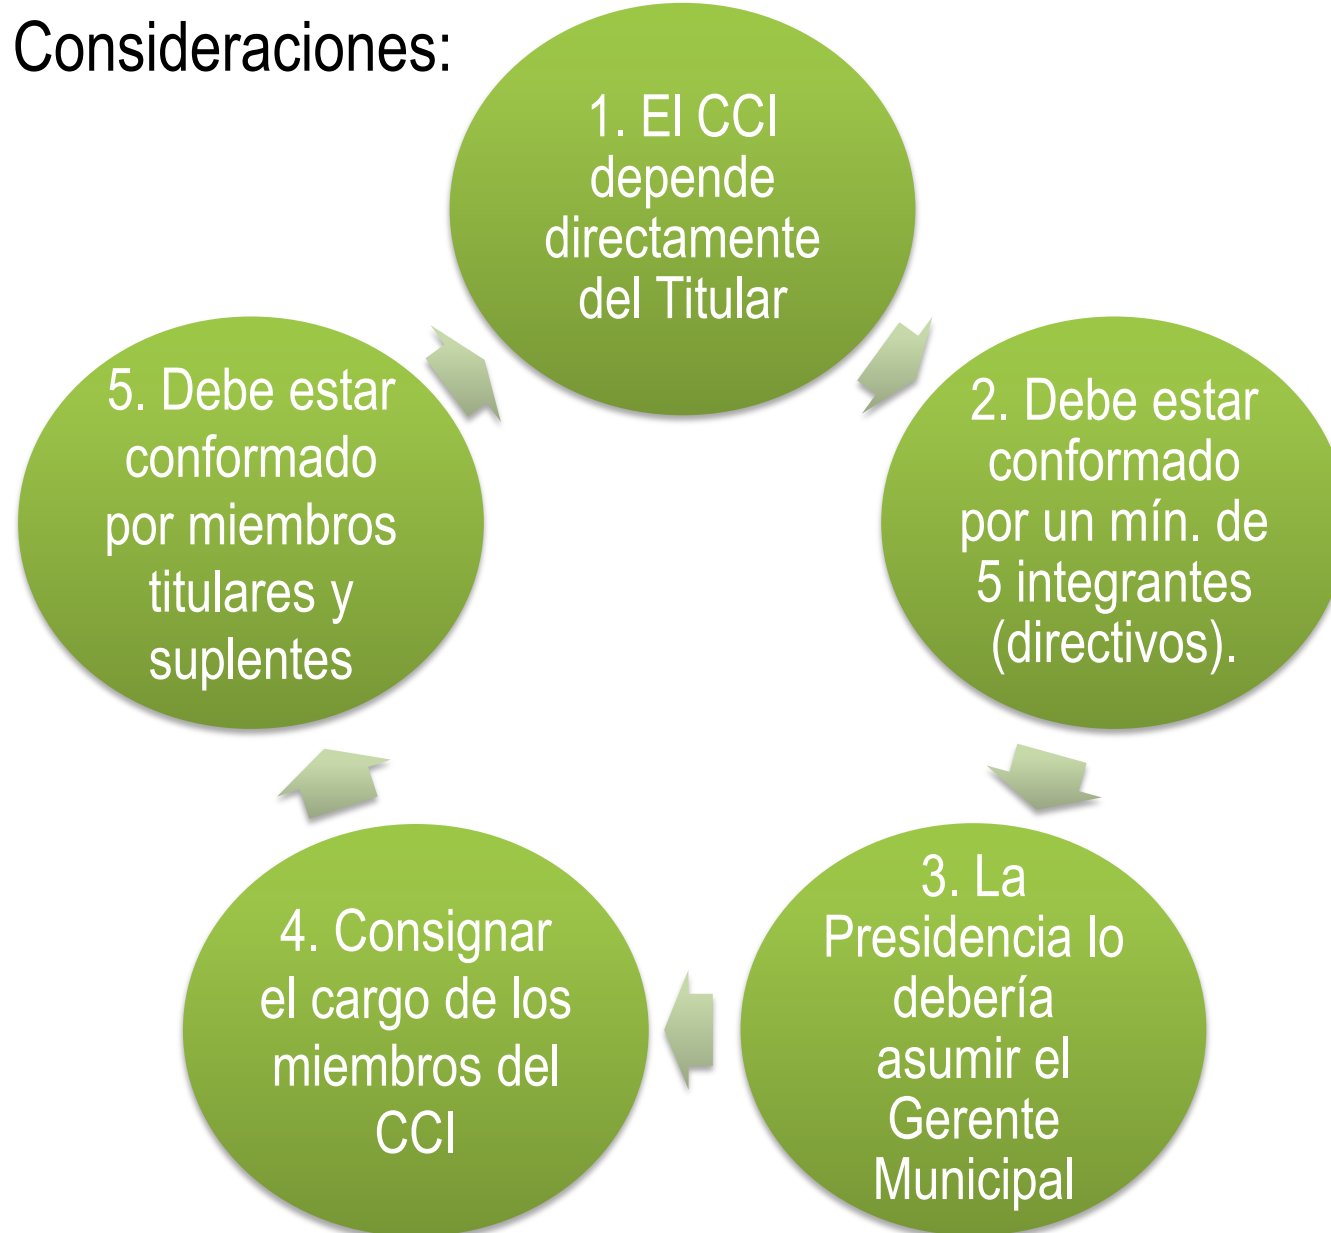 Consideraciones:
1. El CCI
depende
directamente
del Titular
2. Debe estar
conformado
por un mín. de
5 integrantes
(directivos).
3. La
Presidencia lo
debería
asumir el
Gerente
Municipal
4. Consignar
el cargo de los
miembros del
CCI
5. Debe estar
conformado
por miembros
titulares y
suplentes